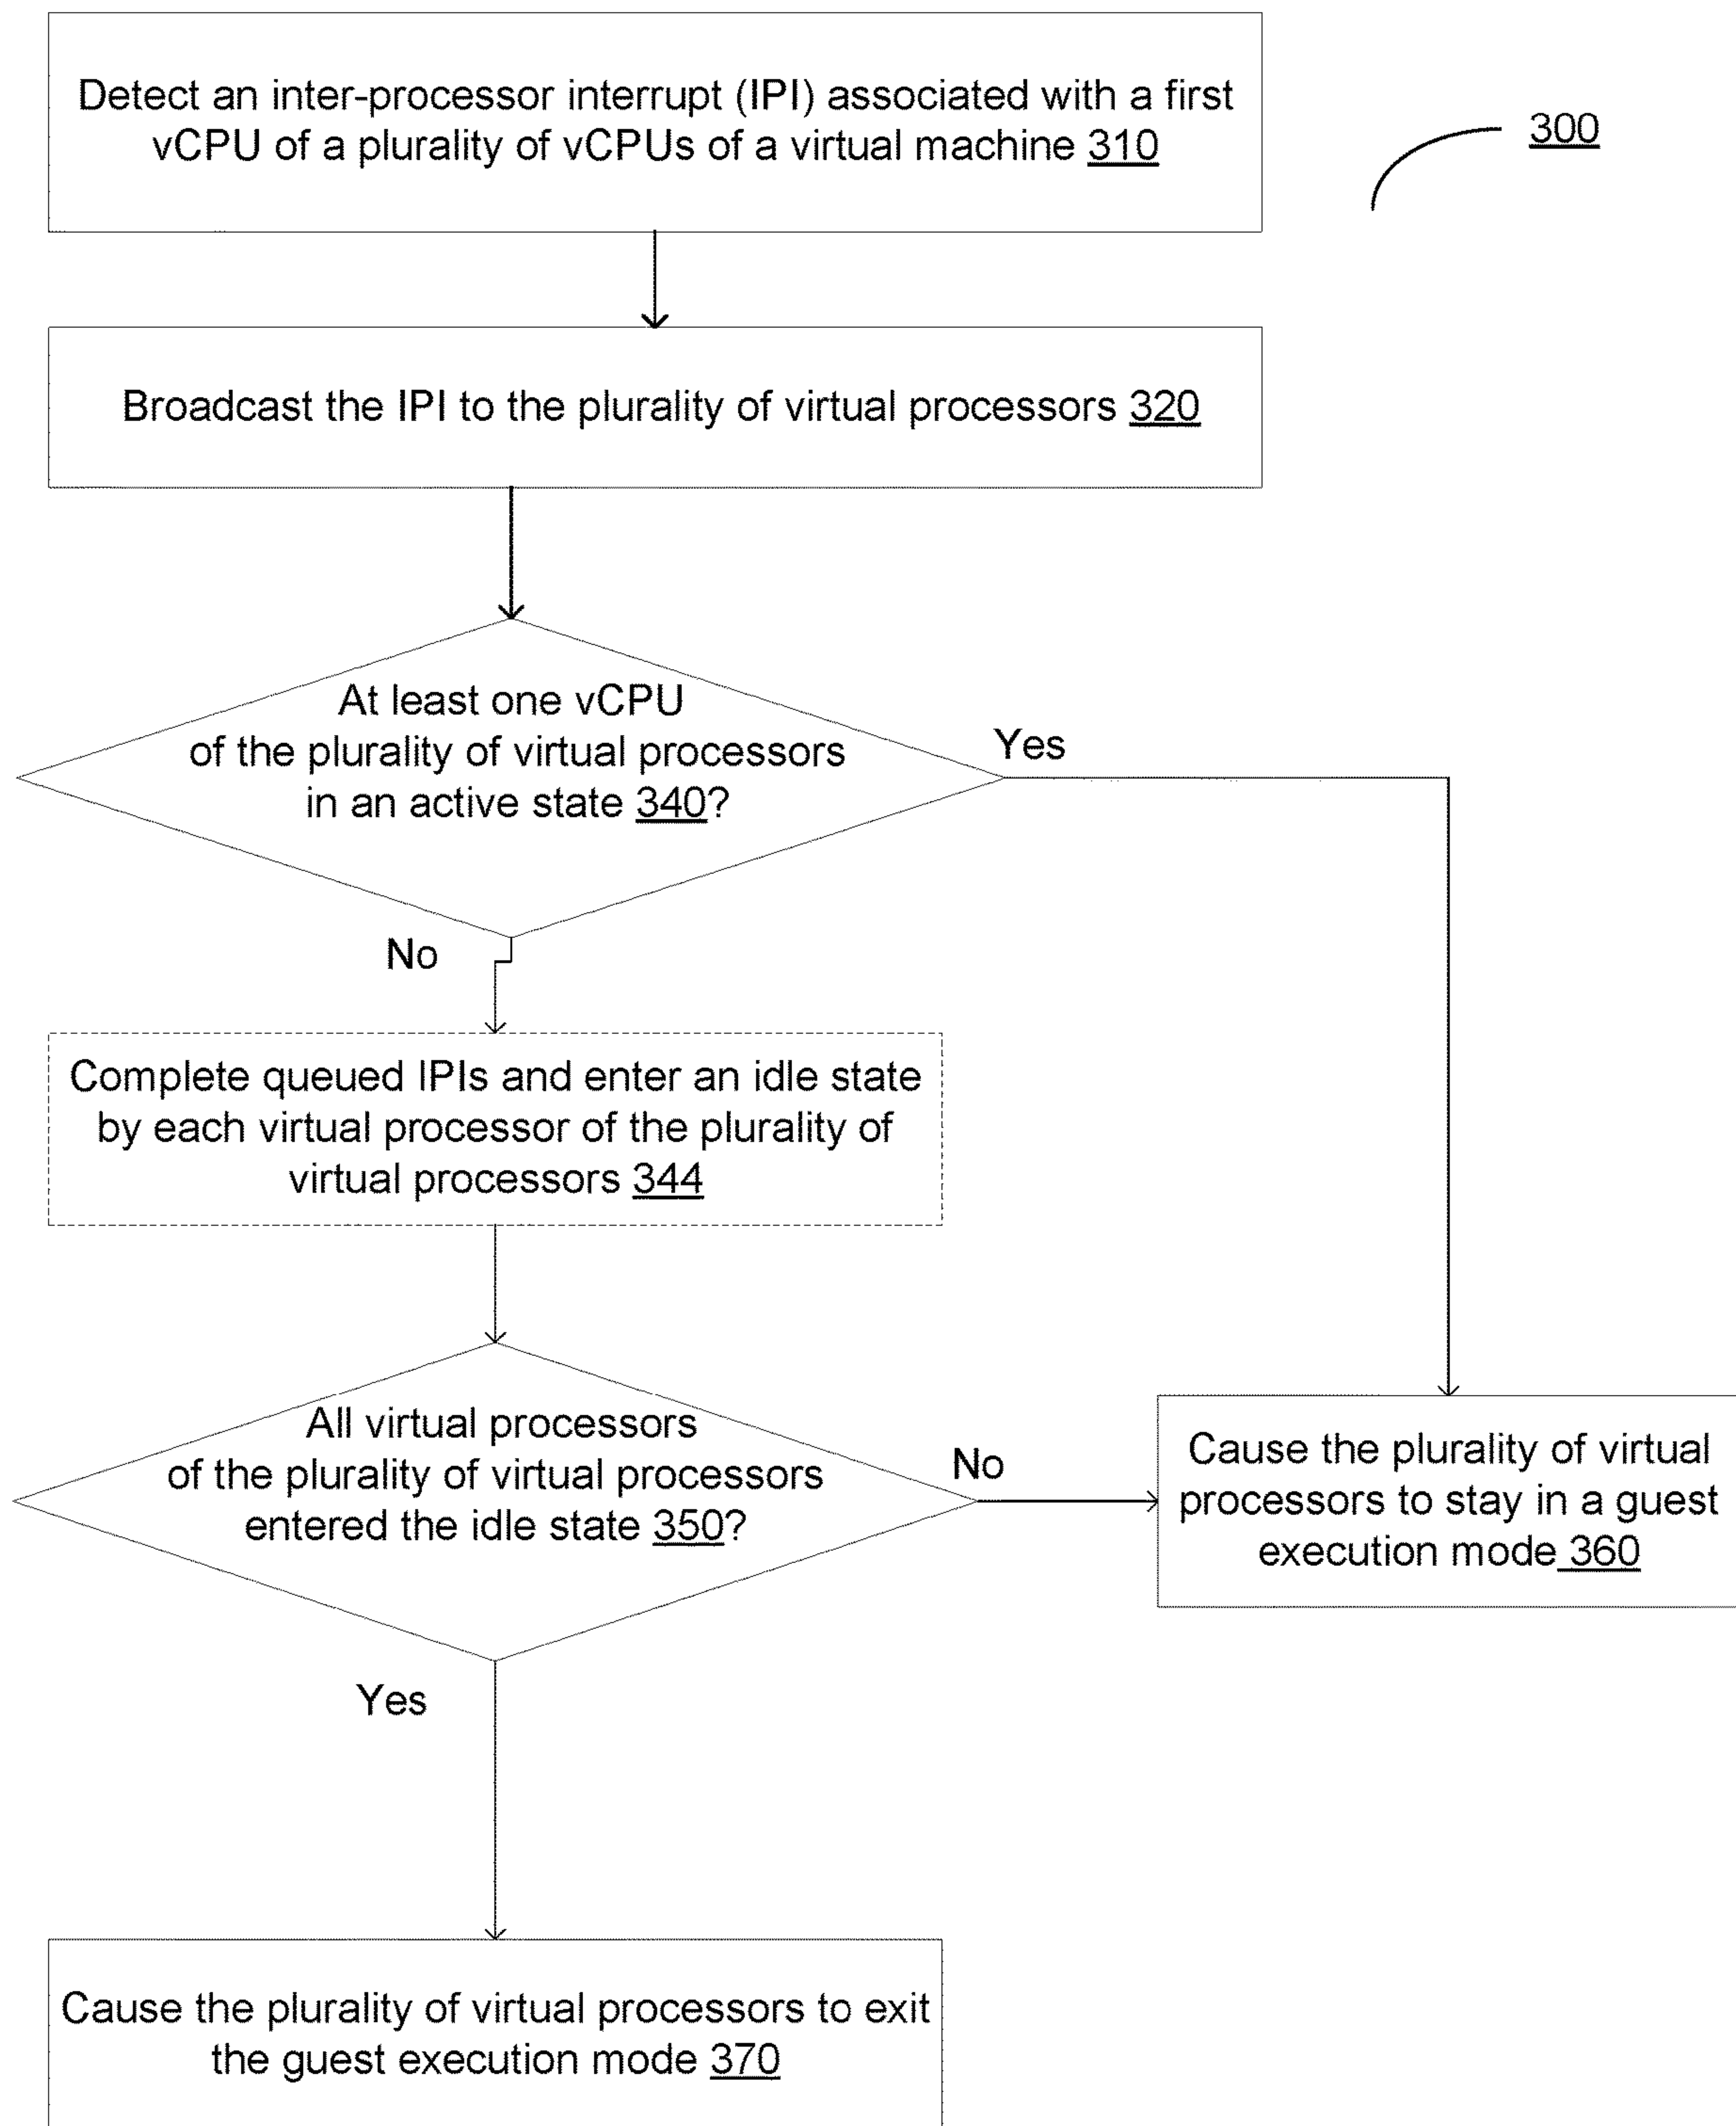 Detect an inter-processor interrupt (IPI) associated with a first
vCPU of a plurality of vCPUs of a virtual machine 310
300
Broadcast the IPI to the plurality of virtual processors 320
At least one vCPU
of the plurality of virtual processors
in an active state 340?
Yes
No
Complete queued IPIs and enter an idle state
by each virtual processor of the plurality of
virtual processors 344
All virtual processors
of the plurality of virtual processors
entered the idle state 350?
No
Cause the plurality of virtual
processors to stay in a guest
execution mode 360
Yes
Cause the plurality of virtual processors to exit
the guest execution mode 370